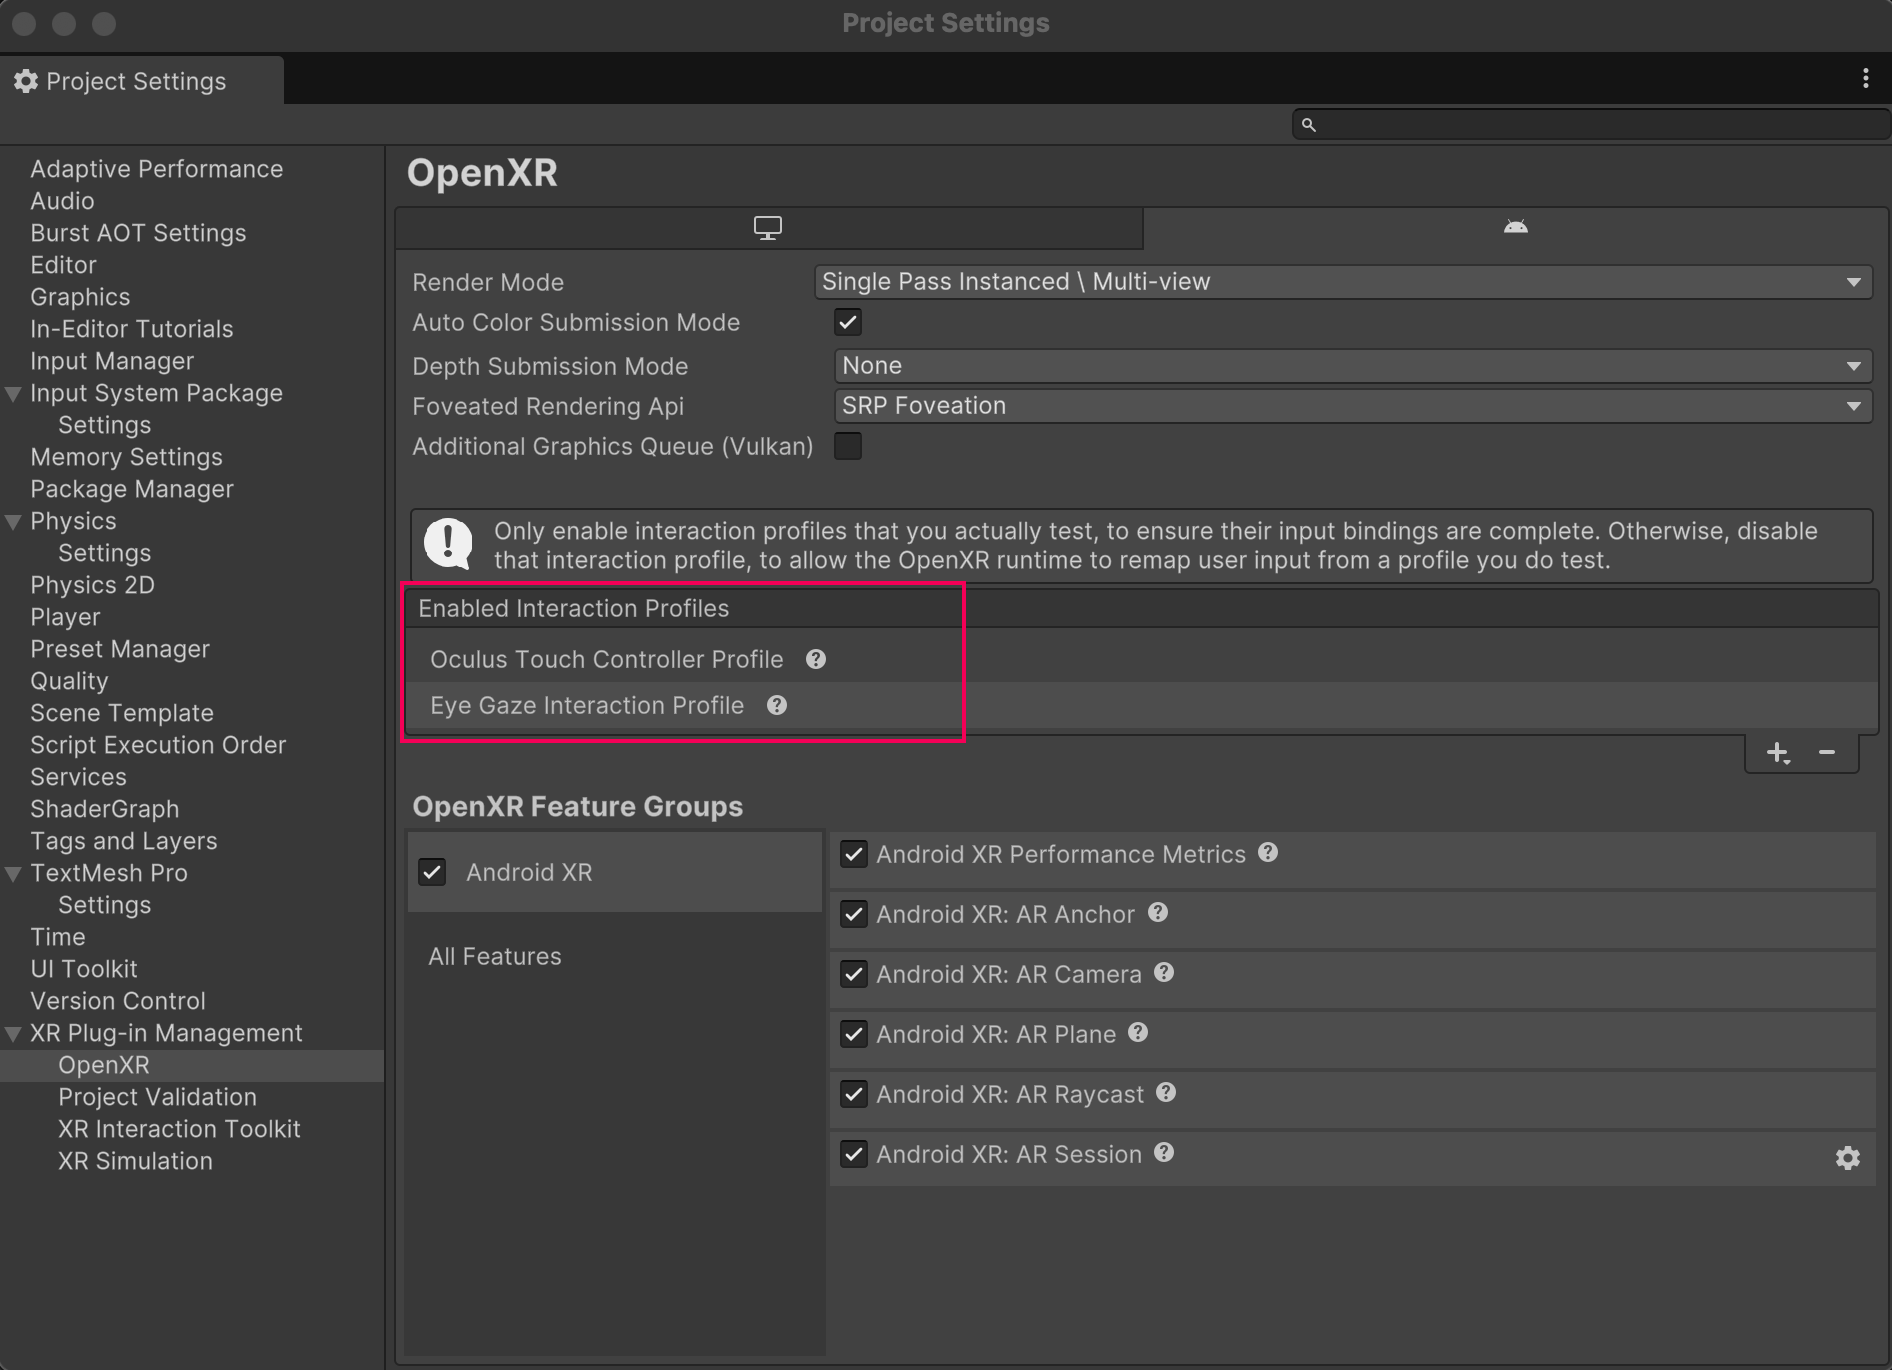 Project Settings
Project Settings
Adaptive Performance
Audio
Burst AOT Settings
Editor
Graphics
In-Editor Tutorials
Input Manager
Input System Package
Settings
Memory Settings
Package Manager
Physics
Settings
Physics 2D
Player
Preset Manager
Quality
Scene Template
Script Execution Order
Services
ShaderGraph
Tags and Layers
TextMesh Pro
Settings
Time
UI Toolkit
Version Control
XR Plug-in Management
OpenXR
Project Validation
XR Interaction Toolkit
XR Simulation
OpenXR
Render Mode
Single Pass Instanced \ Multi-view
Auto Color Submission Mode
Depth Submission Mode
None
Foveated Rendering Api
SRP Foveation
Additional Graphics Queue (Vulkan)
Only enable interaction profiles that you actually test, to ensure their input bindings are complete. Otherwise, disable
that interaction profile, to allow the OpenXR runtime to remap user input from a profile you do test.
Enabled Interaction Profiles
Oculus Touch Controller Profile
Eye Gaze Interaction Profile
OpenXR Feature Groups
Android XR
All Features
Android XR Performance Metrics
Android XR: AR Anchor
Android XR: AR Camera
Android XR: AR Plane
Android XR: AR Raycast
Android XR: AR Session